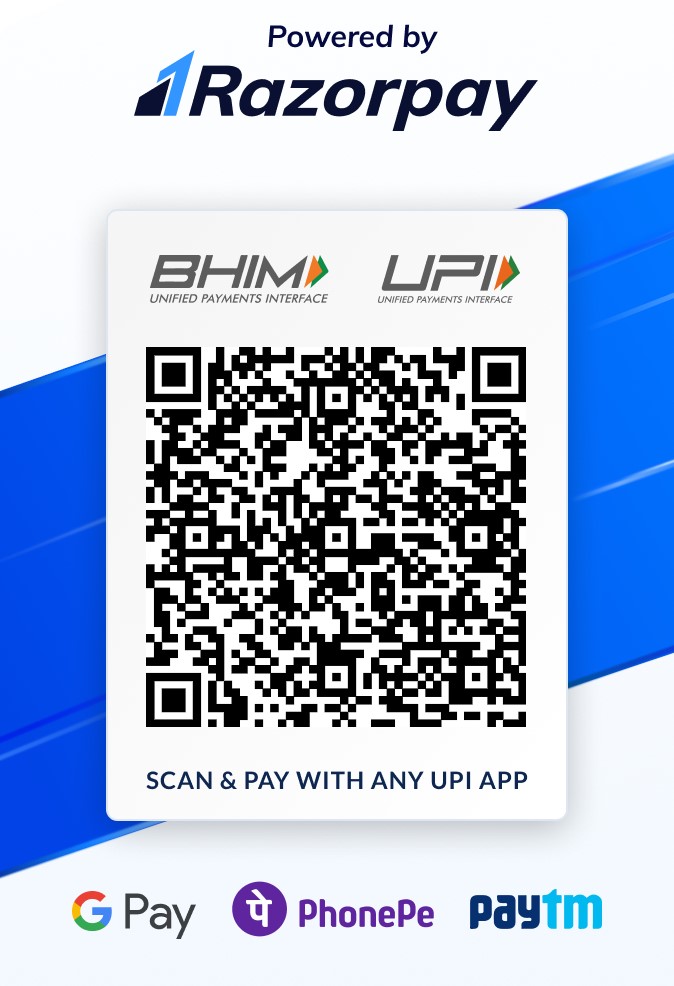 Powered by
Razorpay
BHIM UPI
UNIFIED PAYMENTS INTERFACE UNIFIED PAYMENTS INTERFACE
SCAN & PAY WITH ANY UPI APP
G Pay पे PhonePe paytm